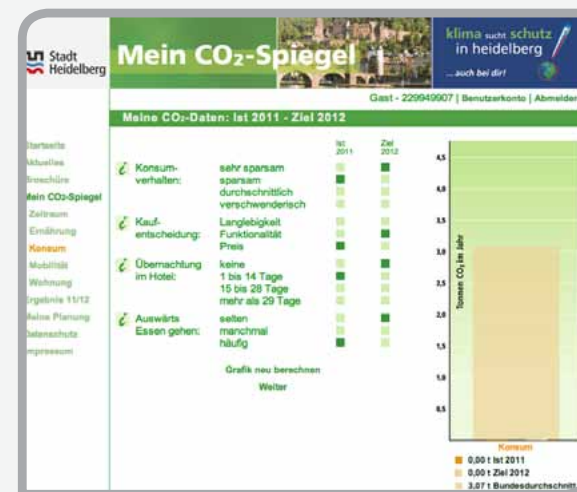 Stadt
Heidelberg
Mein CO₂-Spiegel
klima sucht schutz
in heidelberg
... auch bei dir!
Gast - 229949907 | Benutzerkonto | Abmelden
Meine CO₂-Daten: Ist 2011 - Ziel 2012
Startseite
Aktuelles
Broschüre
Mein CO₂-Spiegel
Zeitraum
Ernährung
Konsum
Mobilität
Wohnung
Ergebnis 11/12
Meine Planung
Datenschutz
Impressum
Ist Ziel
2011 2012
i Konsum- sehr sparsam
verhalten: sparsam
durchschnittlich
verschwenderisch
i Kauf- Langlebigkeit
entscheidung: Funktionalität
Preis
i Übernachtung keine
im Hotel: 1 bis 14 Tage
15 bis 28 Tage
mehr als 29 Tage
i Auswärts selten
Essen gehen: manchmal
häufig
Grafik neu berechnen
Weiter
Tonnen CO₂ im Jahr
4,5
4,0
3,5
3,0
2,5
2,0
1,5
1,0
0,5
Konsum
0,00 t Ist 2011
0,00 t Ziel 2012
3,07 t Bundesdurchschnitt